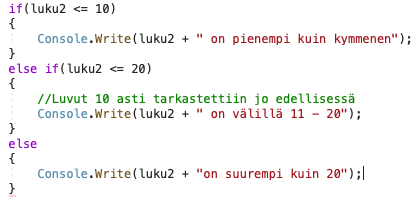 if(luku2 <= 10)
{
Console.Write(luku2 + " on pienempi kuin kymmenen");
}
else if(luku2 <= 20)
{
//Luvut 10 asti tarkastettiin jo edellisessä
Console.Write(luku2 + " on välillä 11 - 20");
}
else
{
Console.Write(luku2 + "on suurempi kuin 20");
}